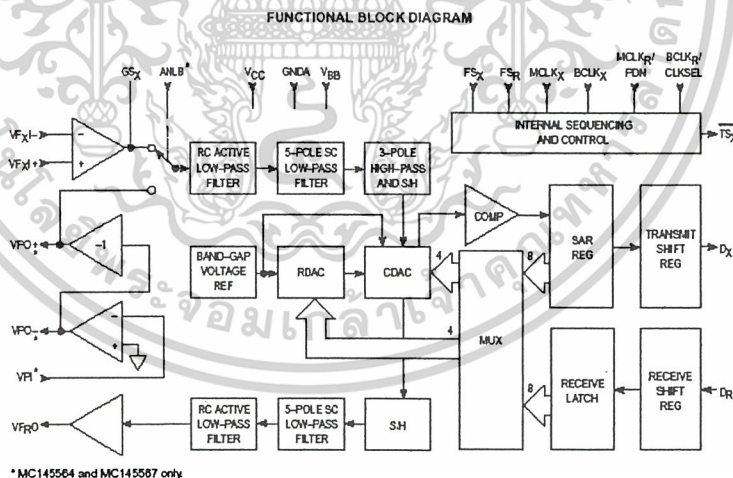 FUNCTIONAL BLOCK DIAGRAM
GSX ANLB* VCC GNDA VBB
FSX FSR MCLKX BCLKX MCLKR/ PDN BCLKR/ CLKSEL
VFXI–
VFXI+
RC ACTIVE LOW–PASS FILTER
5–POLE SC LOW–PASS FILTER
3–POLE HIGH–PASS AND S/H
INTERNAL SEQUENCING AND CONTROL
TSX
VPO+*
–1
BAND–GAP VOLTAGE REF
RDAC
CDAC
COMP
4
MUX
8
SAR REG
TRANSMIT SHIFT REG
DX
VPO–*
VPI*
4
8
RECEIVE LATCH
RECEIVE SHIFT REG
DR
VFRO
RC ACTIVE LOW–PASS FILTER
5–POLE SC LOW–PASS FILTER
S/H
* MC145564 and MC145567 only.